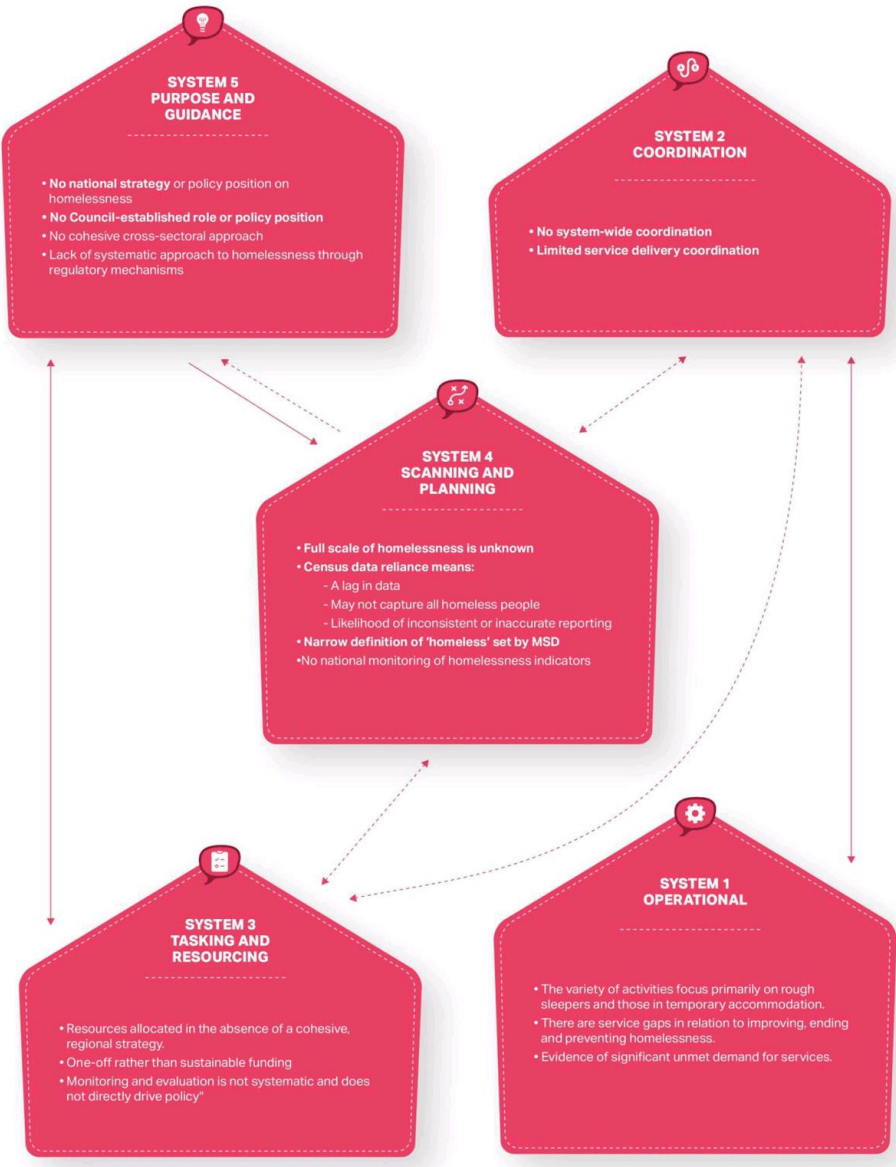 SYSTEM 5
PURPOSE AND
GUIDANCE
• No national strategy or policy position on
homelessness
• No Council-established role or policy position
• No cohesive cross-sectoral approach
• Lack of systematic approach to homelessness through
regulatory mechanisms
SYSTEM 2
COORDINATION
• No system-wide coordination
• Limited service delivery coordination
SYSTEM 4
SCANNING AND
PLANNING
• Full scale of homelessness is unknown
• Census data reliance means:
- A lag in data
- May not capture all homeless people
- Likelihood of inconsistent or inaccurate reporting
• Narrow definition of ‘homeless’ set by MSD
•No national monitoring of homelessness indicators
SYSTEM 3
TASKING AND
RESOURCING
• Resources allocated in the absence of a cohesive,
regional strategy.
• One-off rather than sustainable funding
• Monitoring and evaluation is not systematic and does
not directly drive policy"
SYSTEM 1
OPERATIONAL
• The variety of activities focus primarily on rough
sleepers and those in temporary accommodation.
• There are service gaps in relation to improving, ending
and preventing homelessness.
• Evidence of significant unmet demand for services.